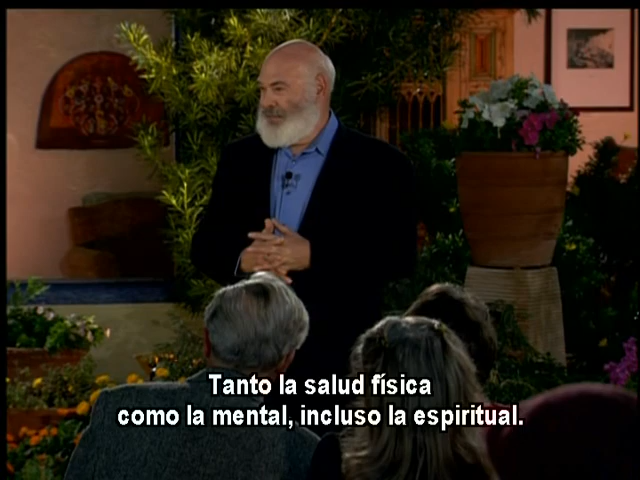 Tanto la salud física
como la mental, incluso la espiritual.